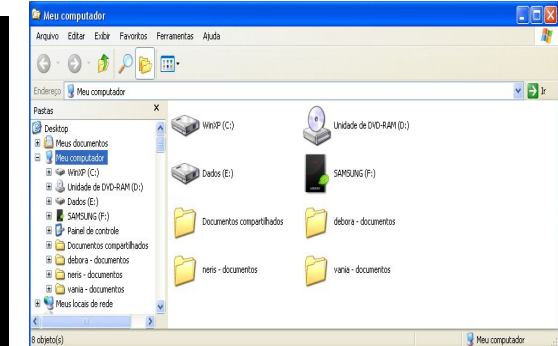 Meu computador
Arquivo Editar Exibir Favoritos Ferramentas Ajuda
Endereço Meu computador Ir
Pastas X
Desktop
Meus documentos
Meu computador
WinXP (C:)
Unidade de DVD-RAM (D:)
Dados (E:)
SAMSUNG (F:)
Painel de controle
Documentos compartilhados
debora - documentos
neris - documentos
vania - documentos
Meus locais de rede
WinXP (C:) Unidade de DVD-RAM (D:)
Dados (E:) SAMSUNG (F:)
Documentos compartilhados debora - documentos
neris - documentos vania - documentos
8 objeto(s) Meu computador